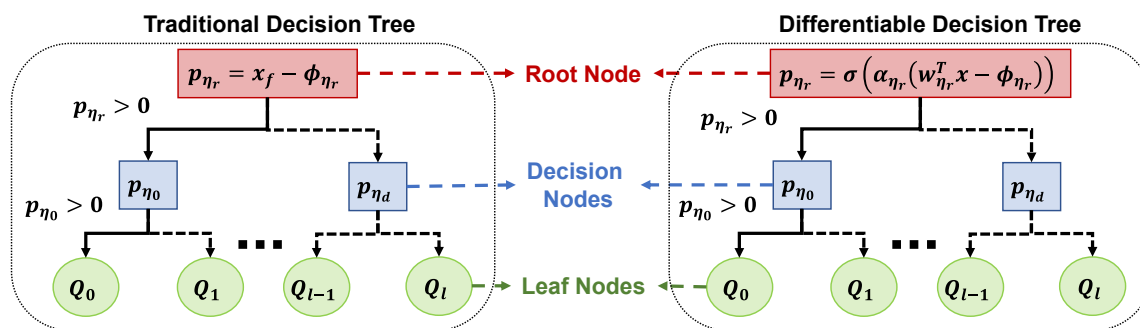 Traditional Decision Tree
Differentiable Decision Tree
p_{η_r} = x_f − ϕ_{η_r}
Root Node
p_{η_r} = σ(α_{η_r}(w_{η_r}^T x − ϕ_{η_r}))
p_{η_r} > 0
p_{η_r} > 0
p_{η_0}
p_{η_d}
Decision
Nodes
p_{η_0}
p_{η_d}
p_{η_0} > 0
p_{η_0} > 0
Q_0
Q_1
Q_{l−1}
Q_l
Leaf Nodes
Q_0
Q_1
Q_{l−1}
Q_l